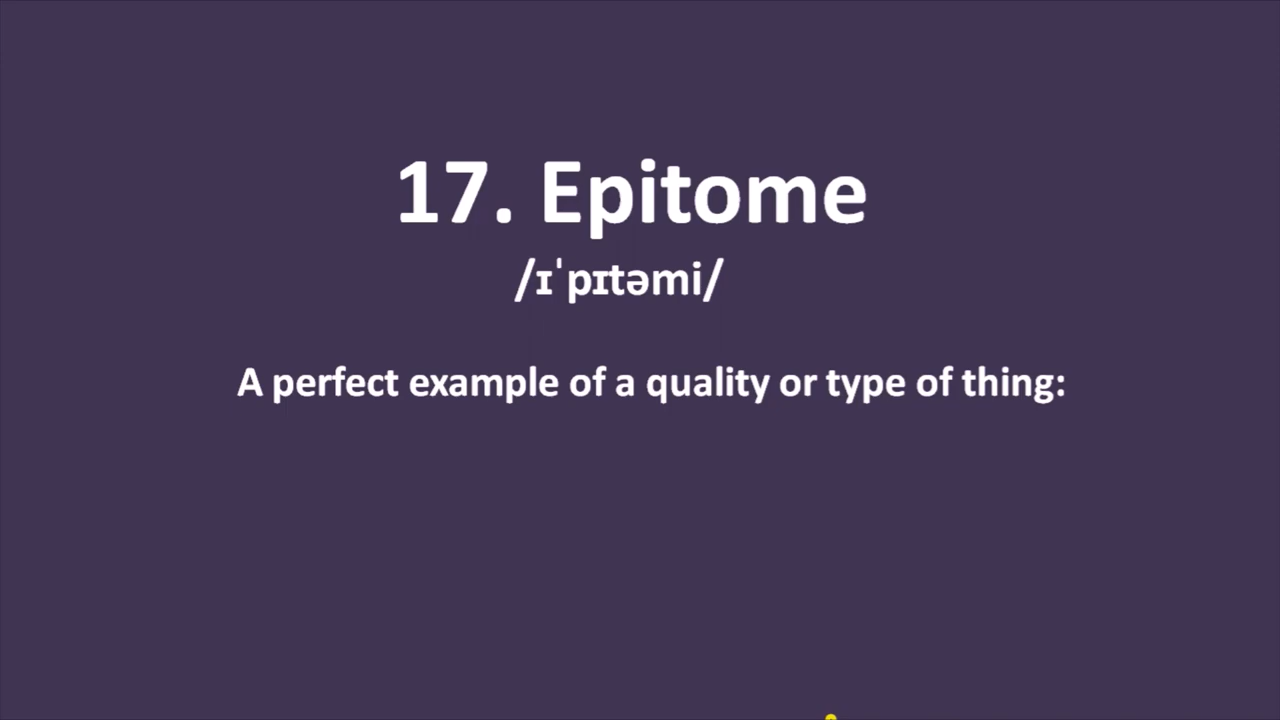 17. Epitome
/ɪˈpɪtəmi/
A perfect example of a quality or type of thing: